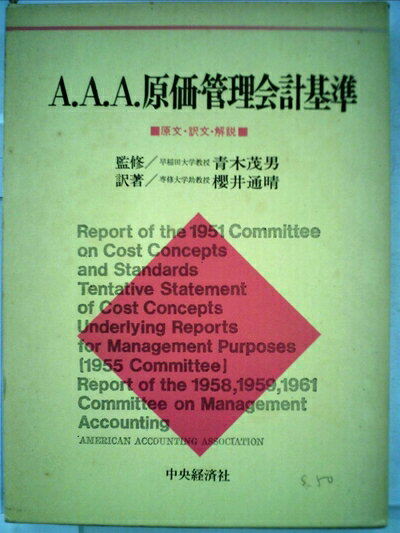 A.A.A.原価・管理会計基準
■原文・訳文・解説■
監修／早稲田大学教授 青木茂男
訳著／専修大学助教授 櫻井通晴
Report of the 1951 Committee
on Cost Concepts
and Standards
Tentative Statement
of Cost Concepts
Underlying Reports
for Management Purposes
[1955 Committee]
Report of the 1958,1959,1961
Committee on Management
Accounting
AMERICAN ACCOUNTING ASSOCIATION
中央経済社
s.50